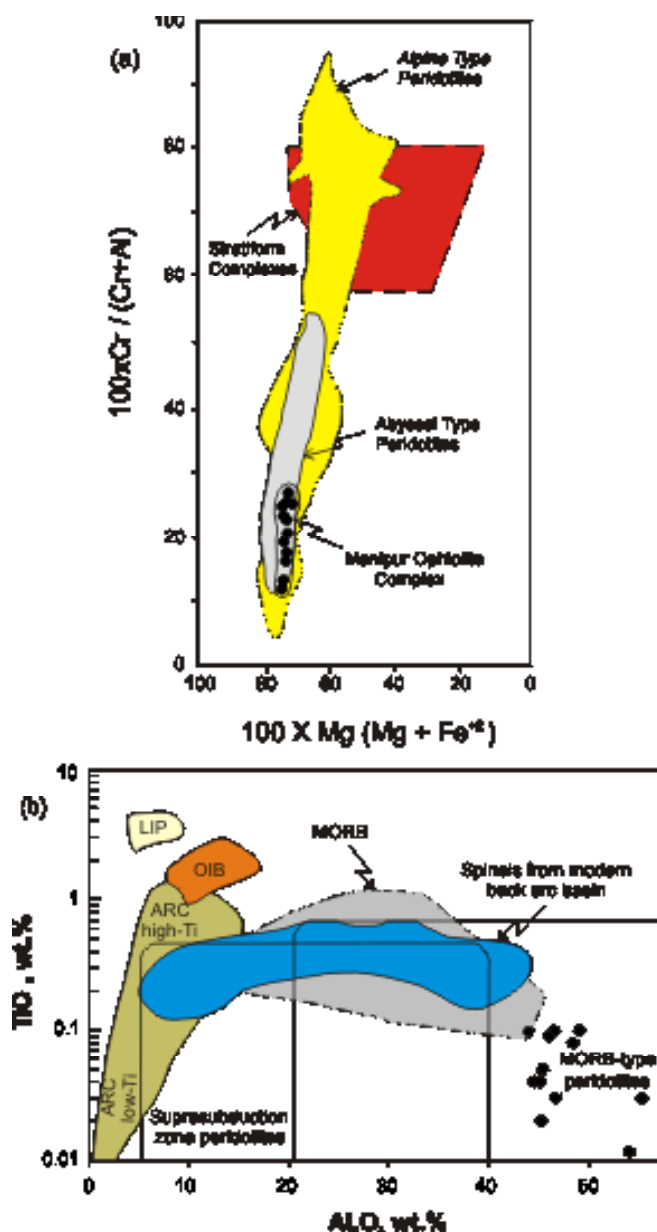 100
(a)
Alpine Type
Peridotites
80
Stratiform
Complexes
60
100xCr / (Cr+Al)
40
Abyssal Type
Peridotites
20
Manipur Ophiolite
Complex
0
100 80 60 40 20 0
100 X Mg (Mg + Fe+2)
10
(b)
LIP
MORB
OIB
Spinels from modern
back arc basin
1
ARC
high-Ti
TiO , wt.%
0.1
MORB-type
peridotites
ARC
low-Ti
Suprasubduction
zone peridotites
0.01
0 10 20 30 40 50
Al O , wt.%